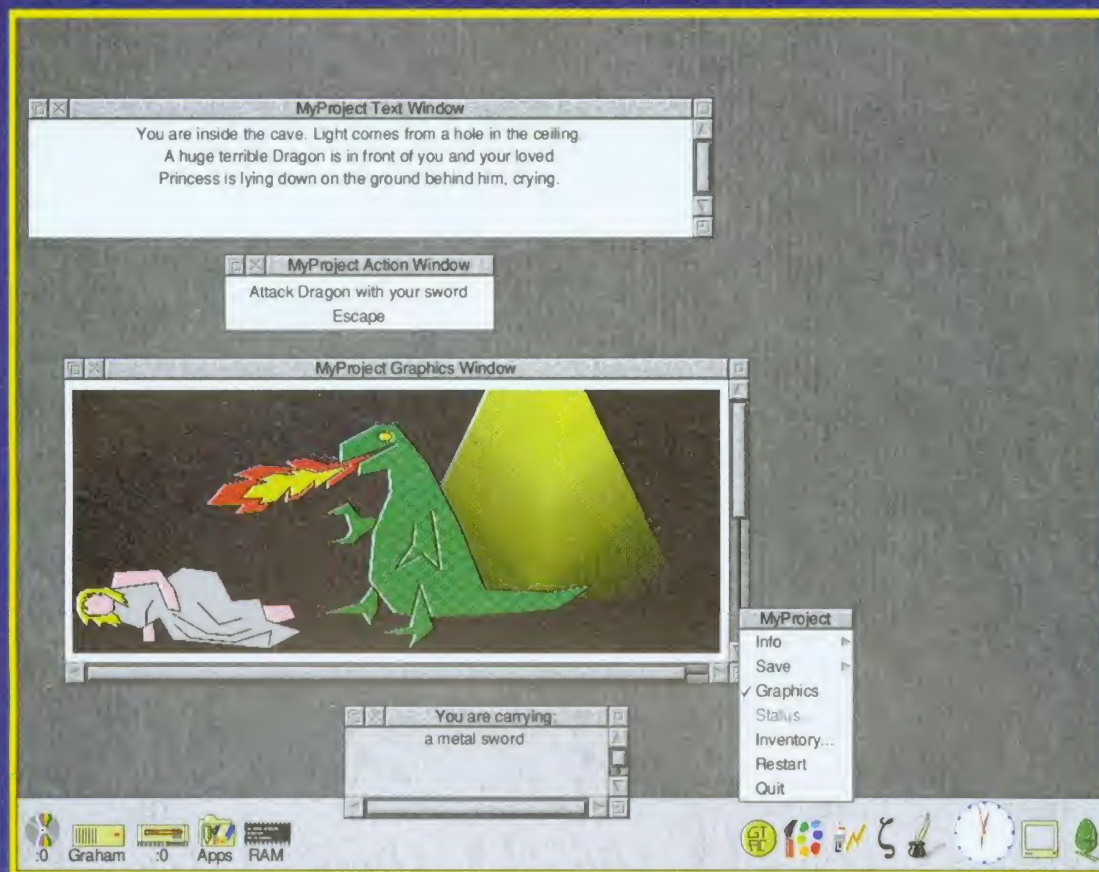 MyProject Text Window
You are inside the cave. Light comes from a hole in the ceiling.
A huge terrible Dragon is in front of you and your loved
Princess is lying down on the ground behind him, crying.
MyProject Action Window
Attack Dragon with your sword
Escape
MyProject Graphics Window
MyProject
Info
Save
Graphics
Status
Inventory...
Restart
Quit
You are carrying:
a metal sword
:0
Graham
:0
Apps
RAM